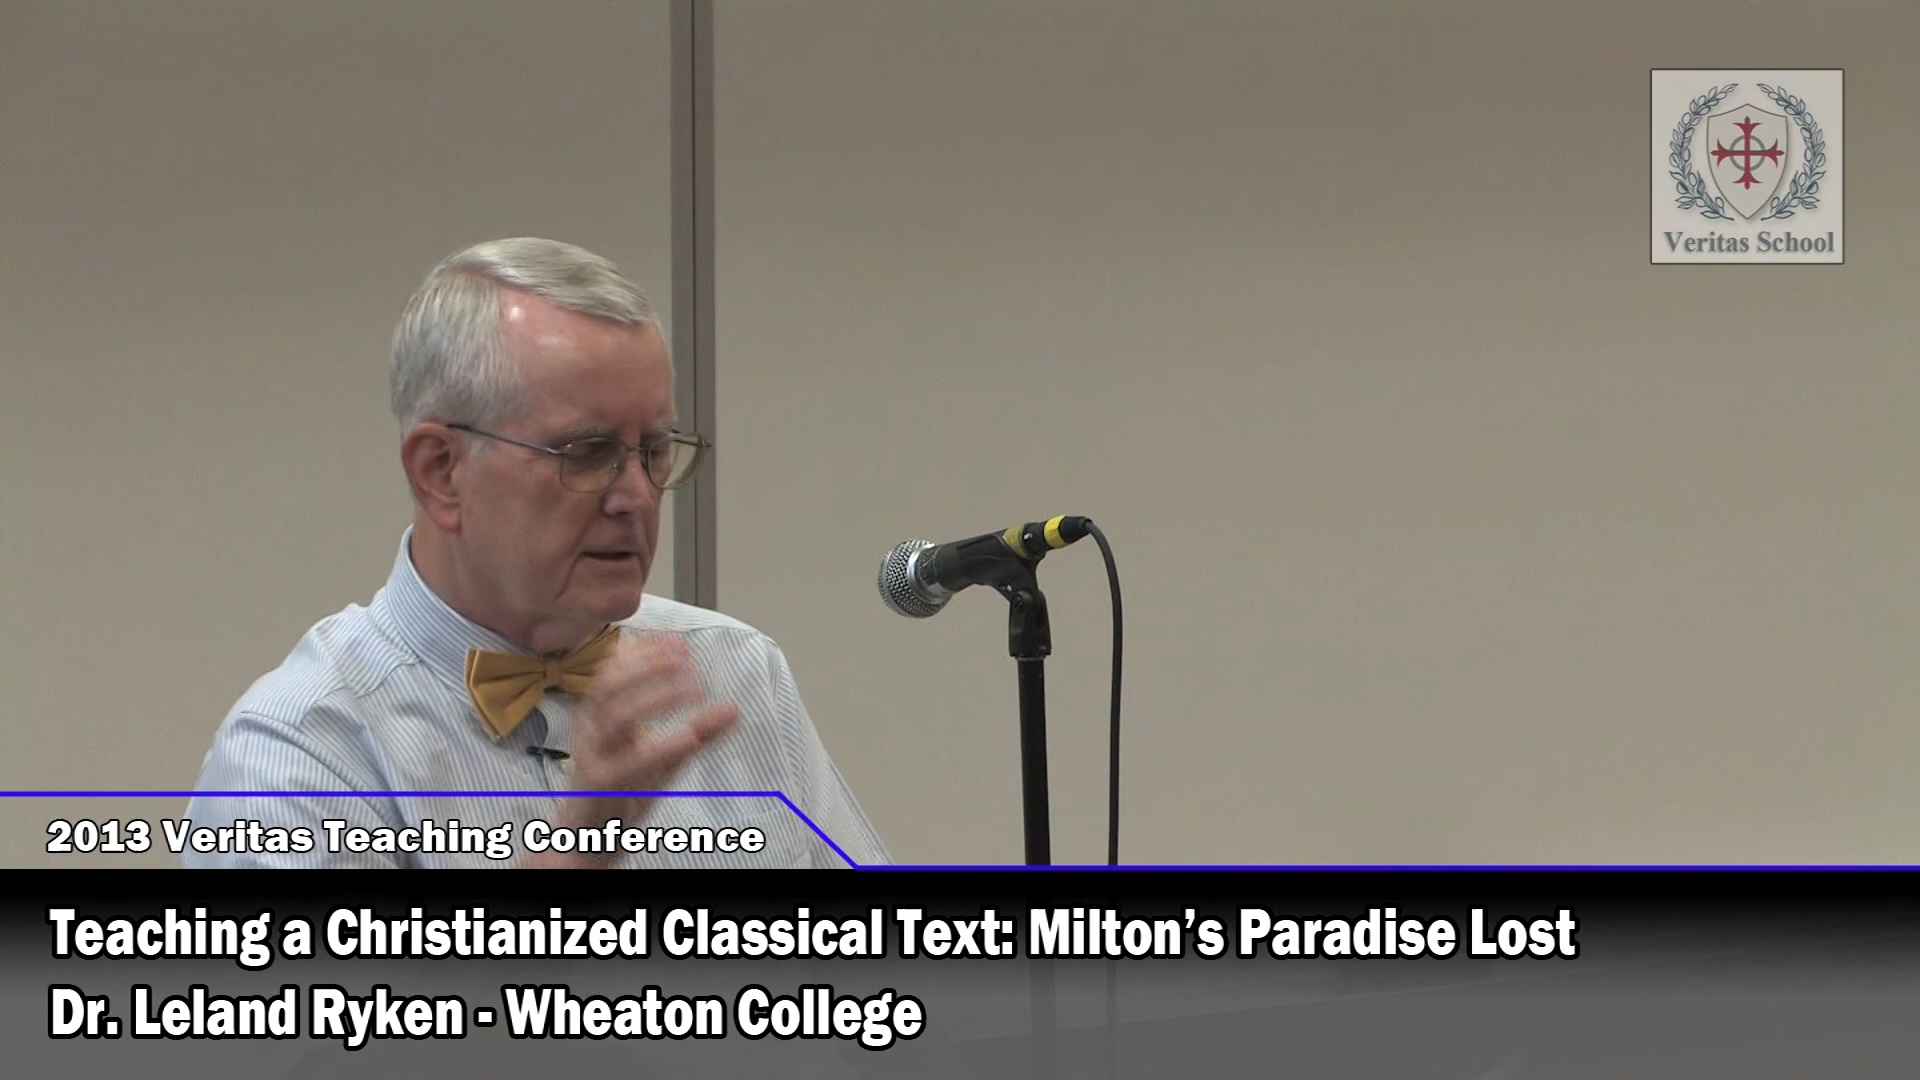 Veritas School
2013 Veritas Teaching Conference
Teaching a Christianized Classical Text: Milton’s Paradise Lost
Dr. Leland Ryken - Wheaton College